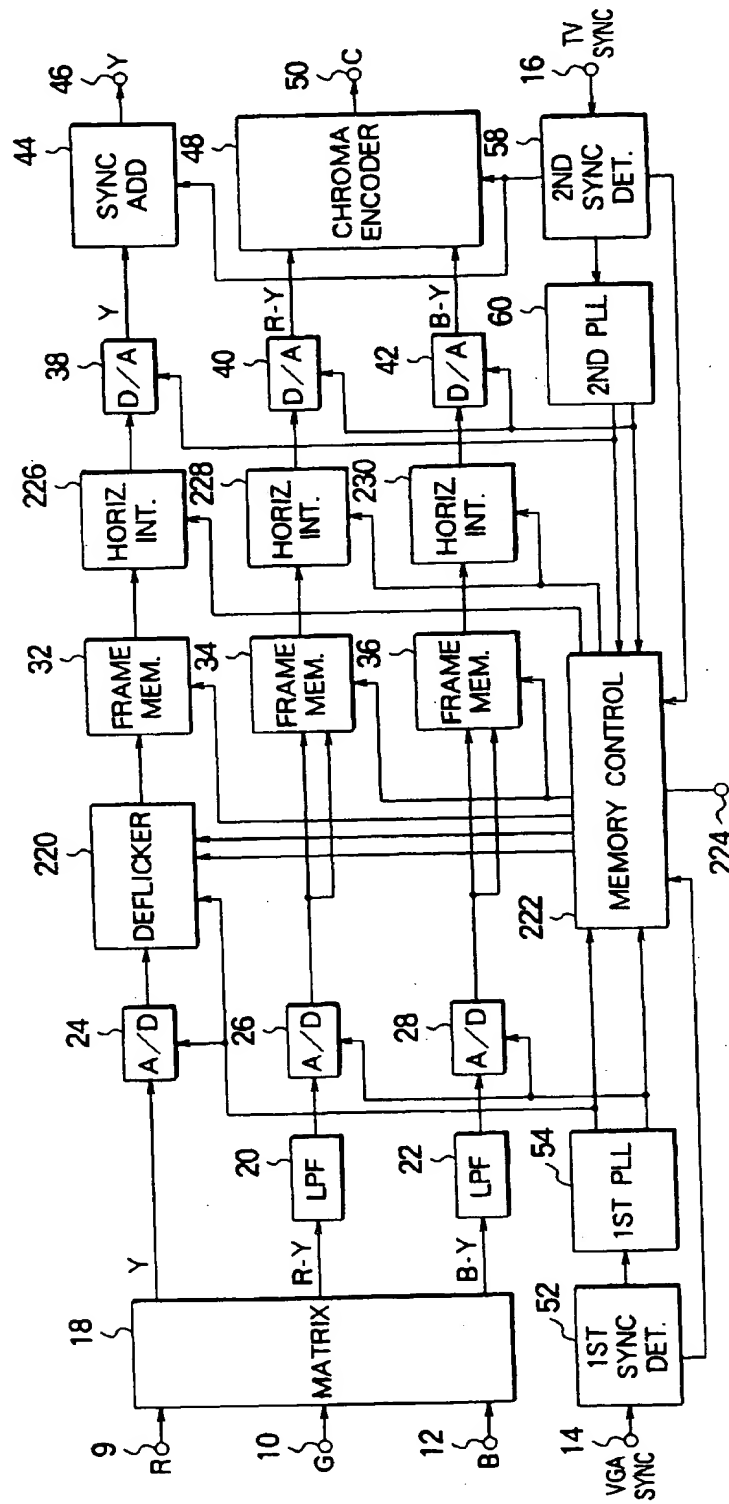 9
R
10
G
12
B
14
VGA
SYNC
18
MATRIX
Y
R-Y
B-Y
20
LPF
22
LPF
24
A/D
26
A/D
28
A/D
52
1ST
SYNC
DET.
54
1ST PLL
220
DEFLICKER
32
FRAME
MEM.
34
FRAME
MEM.
36
FRAME
MEM.
222
MEMORY CONTROL
224
226
HORIZ.
INT.
228
HORIZ.
INT.
230
HORIZ.
INT.
38
D/A
40
D/A
42
D/A
Y
R-Y
B-Y
60
2ND PLL
58
2ND
SYNC
DET.
44
SYNC
ADD
48
CHROMA
ENCODER
46
Y
50
C
16
TV
SYNC